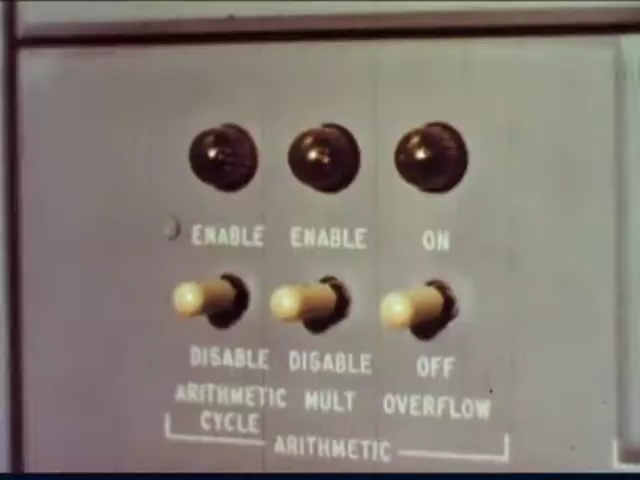 ENABLE ENABLE ON
DISABLE DISABLE OFF
ARITHMETIC MULT OVERFLOW
CYCLE
ARITHMETIC